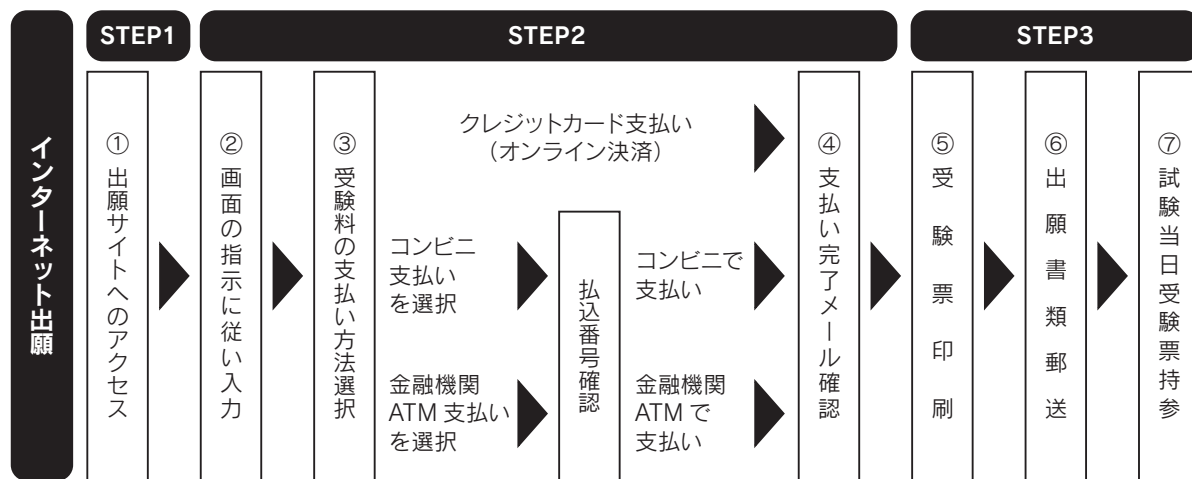 インターネット出願
STEP1
STEP2
STEP3
① 出願サイトへのアクセス
② 画面の指示に従い入力
③ 受験料の支払い方法選択
クレジットカード支払い
（オンライン決済）
コンビニ
支払い
を選択
金融機関
ATM 支払い
を選択
払込番号確認
コンビニで
支払い
金融機関
ATM で
支払い
④ 支払い完了メール確認
⑤ 受験票印刷
⑥ 出願書類郵送
⑦ 試験当日受験票持参